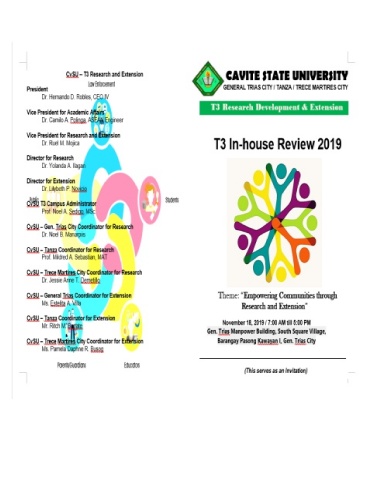 CvSU – T3 Research and Extension
Law Enforcement
President
Dr. Hernando D. Robles, CEO IV
Vice President for Academic Affairs
Dr. Camilo A. Polinga, ASEAN Engineer
Vice President for Research and Extension
Dr. Ruel M. Mojica
Director for Research
Dr. Yolanda A. Ilagan
Director for Extension
Dr. Lilybeth P. Novicio
CvSU T3 Campus Administrator
Prof. Noel A. Sedigo, MSc
Students
CvSU – Gen. Trias City Coordinator for Research
Dr. Noel B. Manarpiis
CvSU – Tanza Coordinator for Research
Prof. Mildred A. Sebastian, MAT
CvSU – Trece Martires City Coordinator for Research
Dr. Jessie Anne T. Demetillo
CvSU – General Trias Coordinator for Extension
Ms. Estelita A. Villa
CvSU – Tanza Coordinator for Extension
Mr. Ritch M.
CvSU – Trece Martires City Coordinator for Extension
Ms. Pamela Daphne R. Busog
Parents/Guardians
Educators
CAVITE STATE UNIVERSITY
GENERAL TRIAS CITY / TANZA / TRECE MARTIRES CITY
T3 Research Development & Extension
T3 In-house Review 2019
Theme: "Empowering Communities through
Research and Extension"
November 18, 2019 / 7:00 AM till 5:00 PM
Gen. Trias Manpower Building, South Square Village,
Barangay Pasong Kawayan I, Gen. Trias City
(This serves as an invitation)